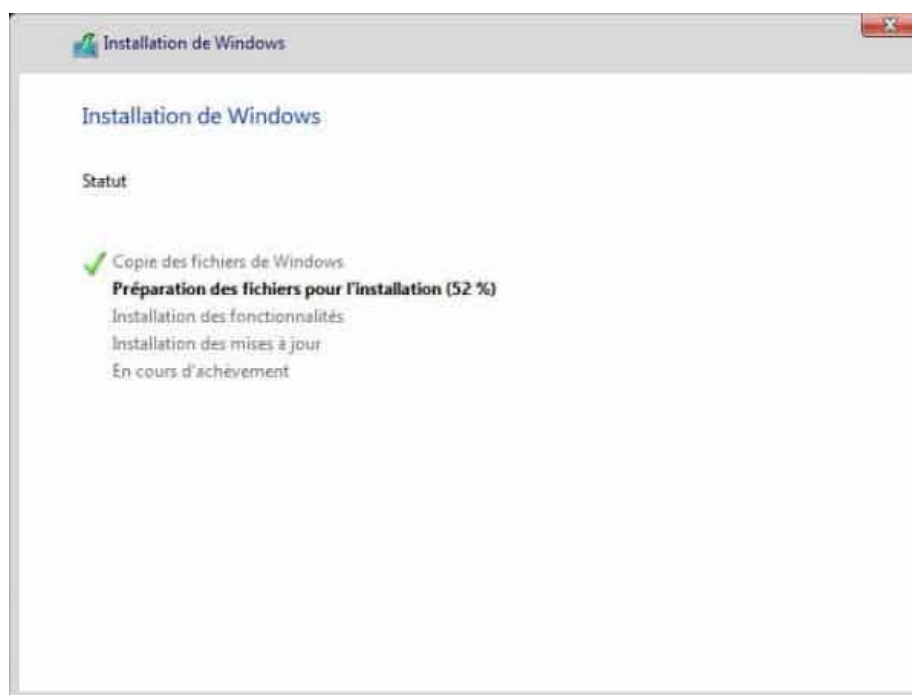 Installation de Windows
Installation de Windows
Statut
Copie des fichiers de Windows
Préparation des fichiers pour l'installation (52 %)
Installation des fonctionnalités
Installation des mises à jour
En cours d'achèvement